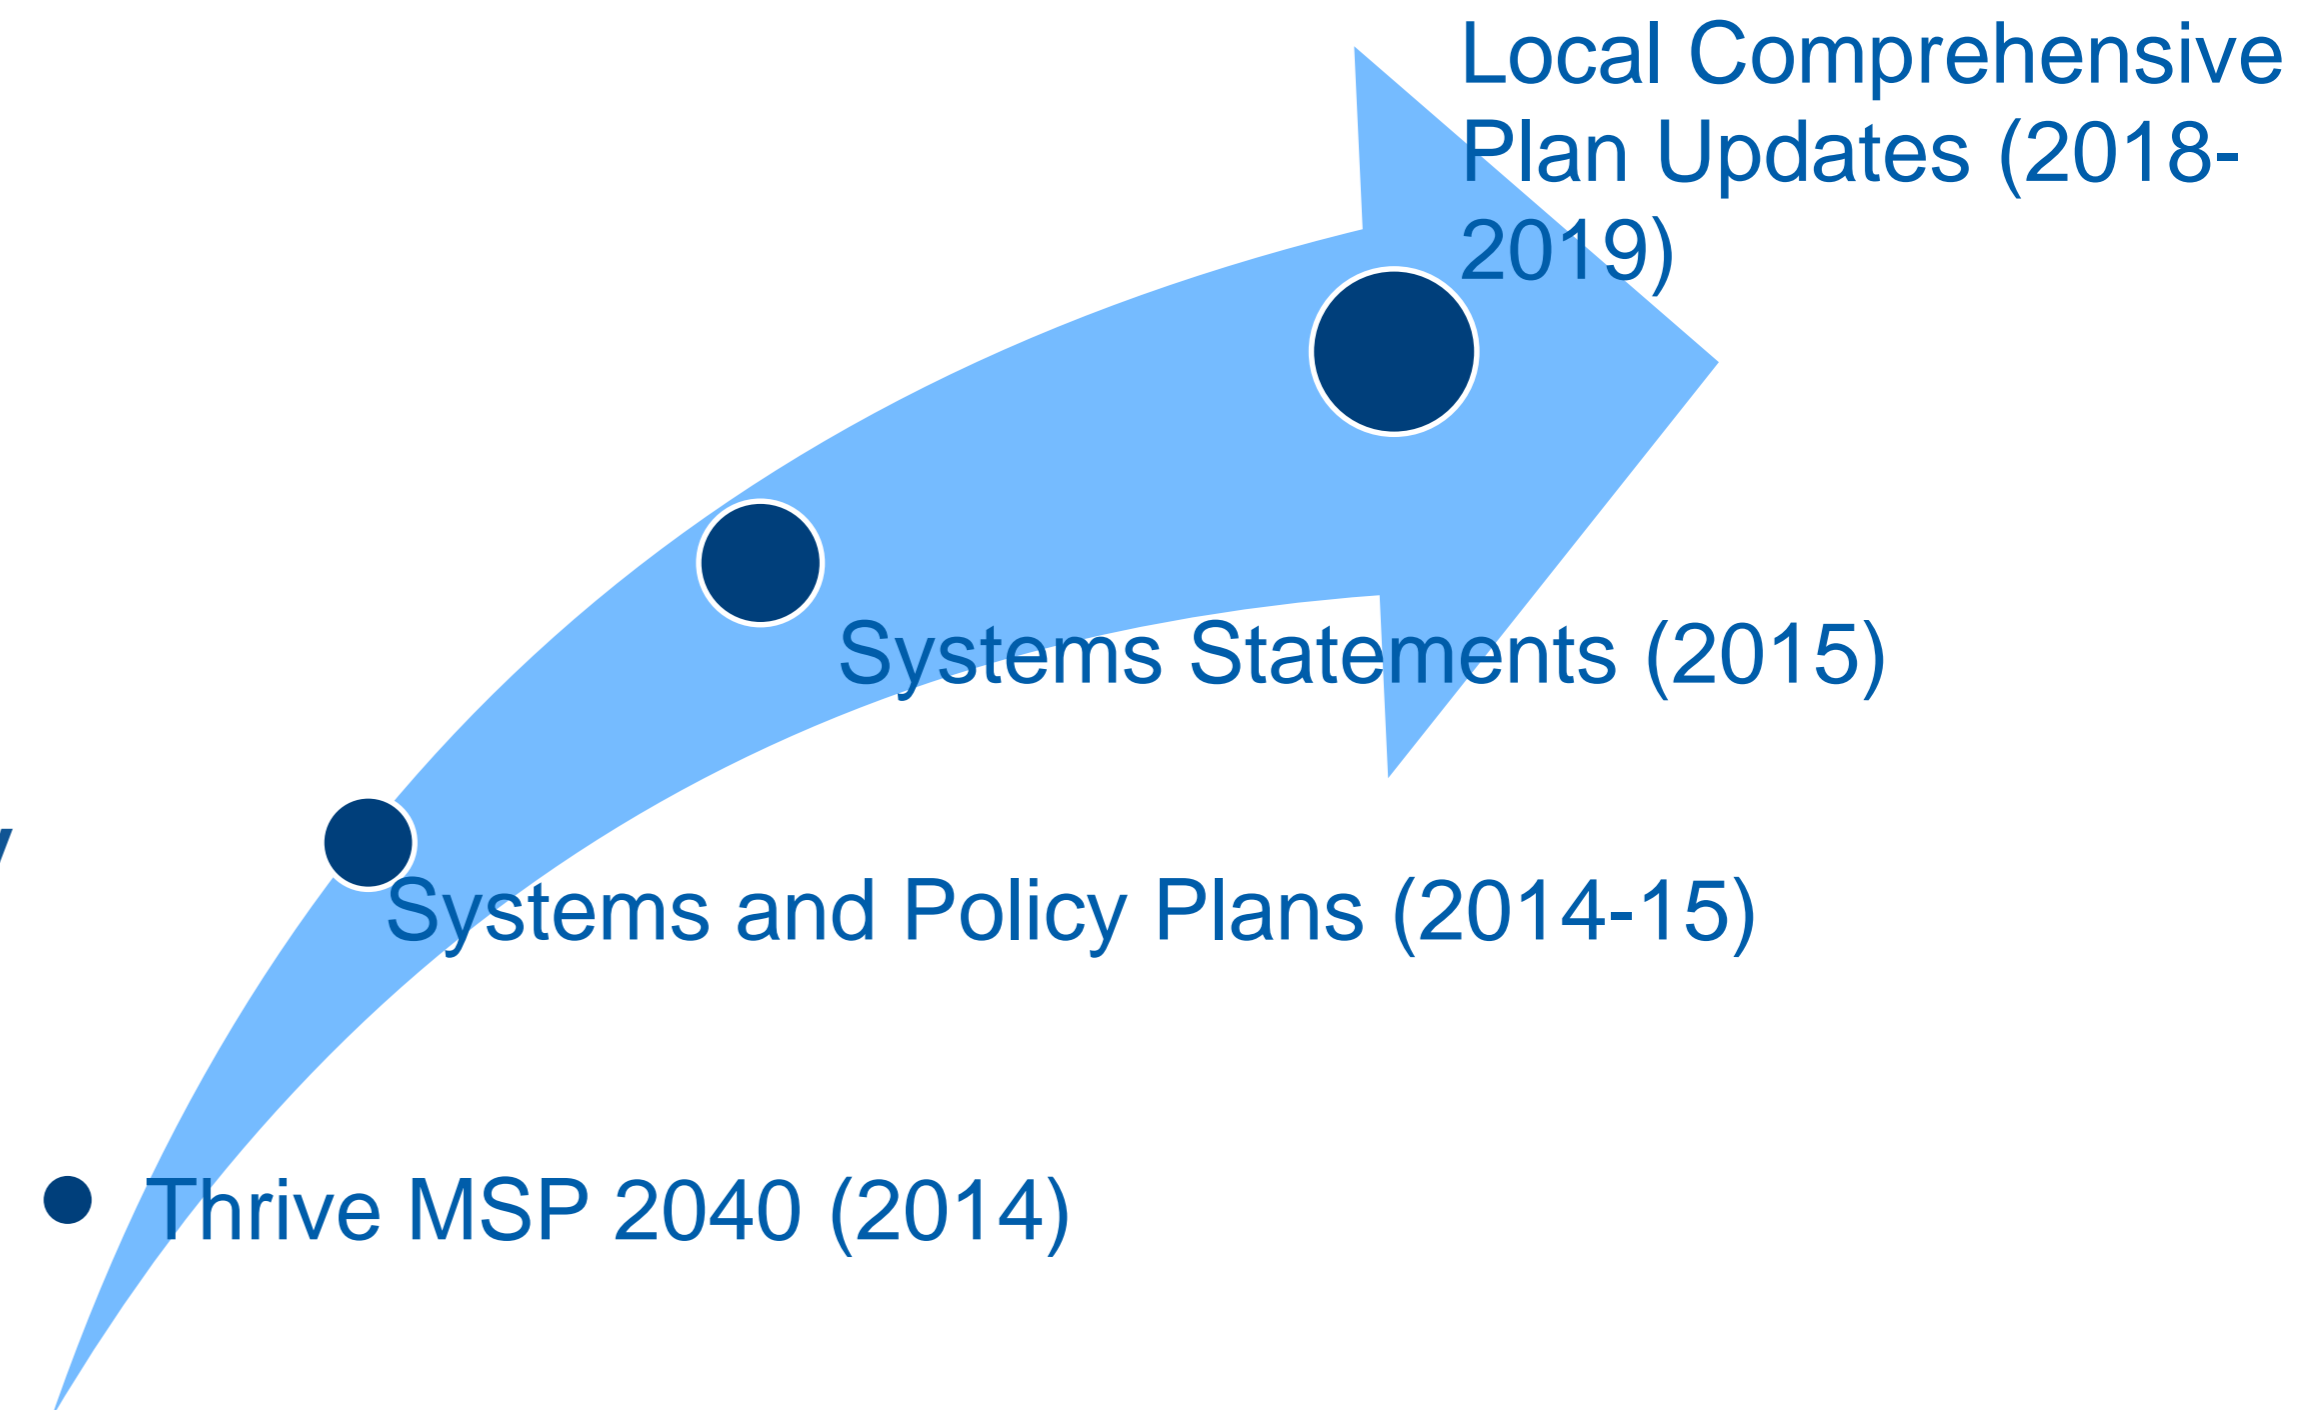 Local Comprehensive
Plan Updates (2018-
2019)
Systems Statements (2015)
Systems and Policy Plans (2014-15)
Thrive MSP 2040 (2014)